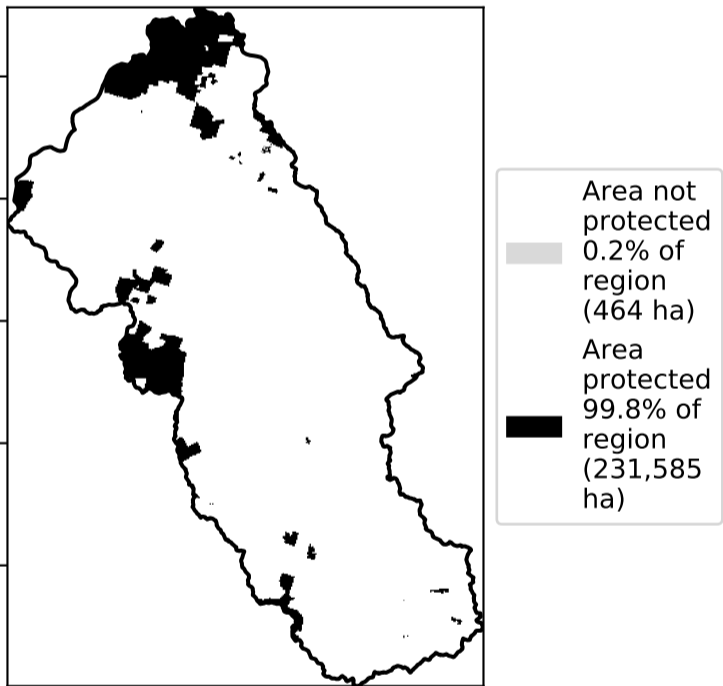 Area not
protected
0.2% of
region
(464 ha)
Area
protected
99.8% of
region
(231,585
ha)